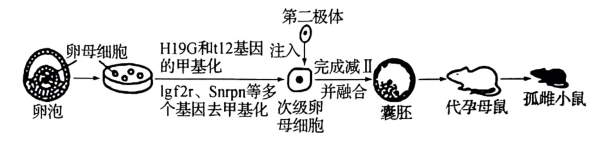 第二极体
卵母细胞
H19G和t12基因
的甲基化
注入
完成减Ⅱ
Igf2r、Snrpn等多
个基因去甲基化
并融合
卵泡
次级卵
母细胞
囊胚
代孕母鼠
孤雌小鼠